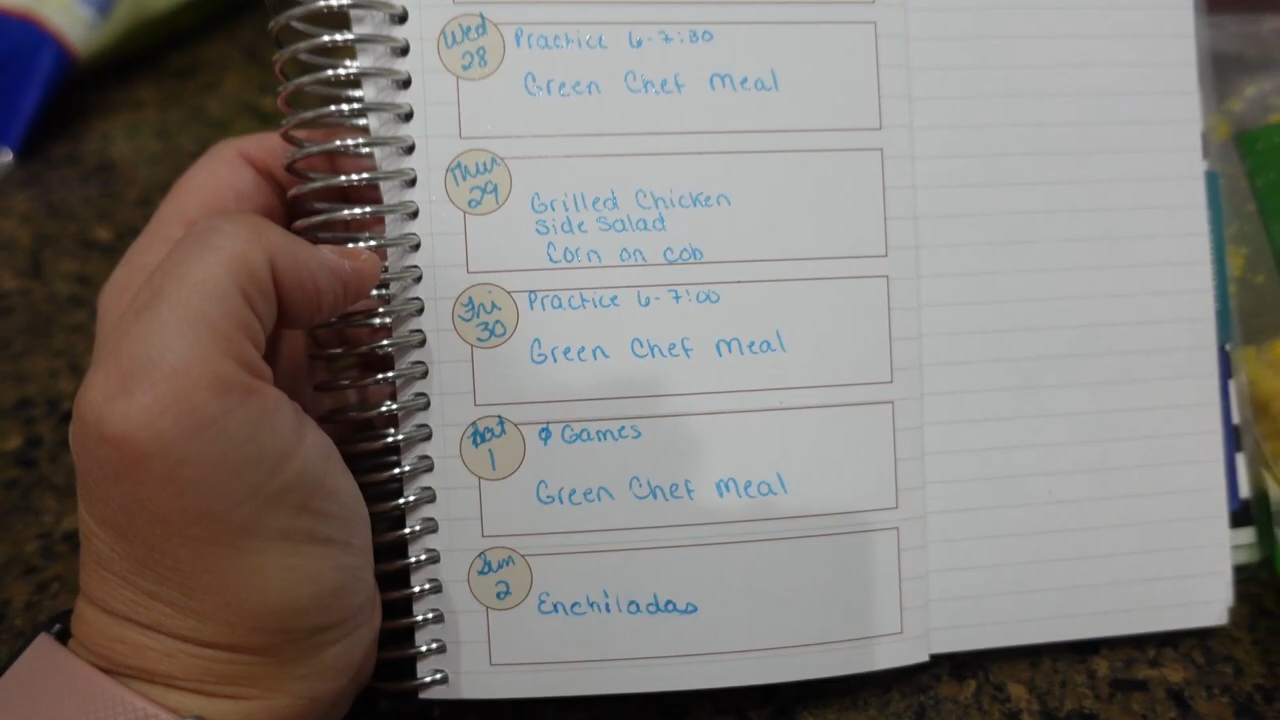 Wed
28
Practice 6-7:30
Green Chef Meal
Thur
29
Grilled Chicken
side salad
Corn on cob
Fri
30
Practice 6-7:00
Green Chef Meal
Sat
1
∅ Games
Green Chef Meal
Sun
2
Enchiladas